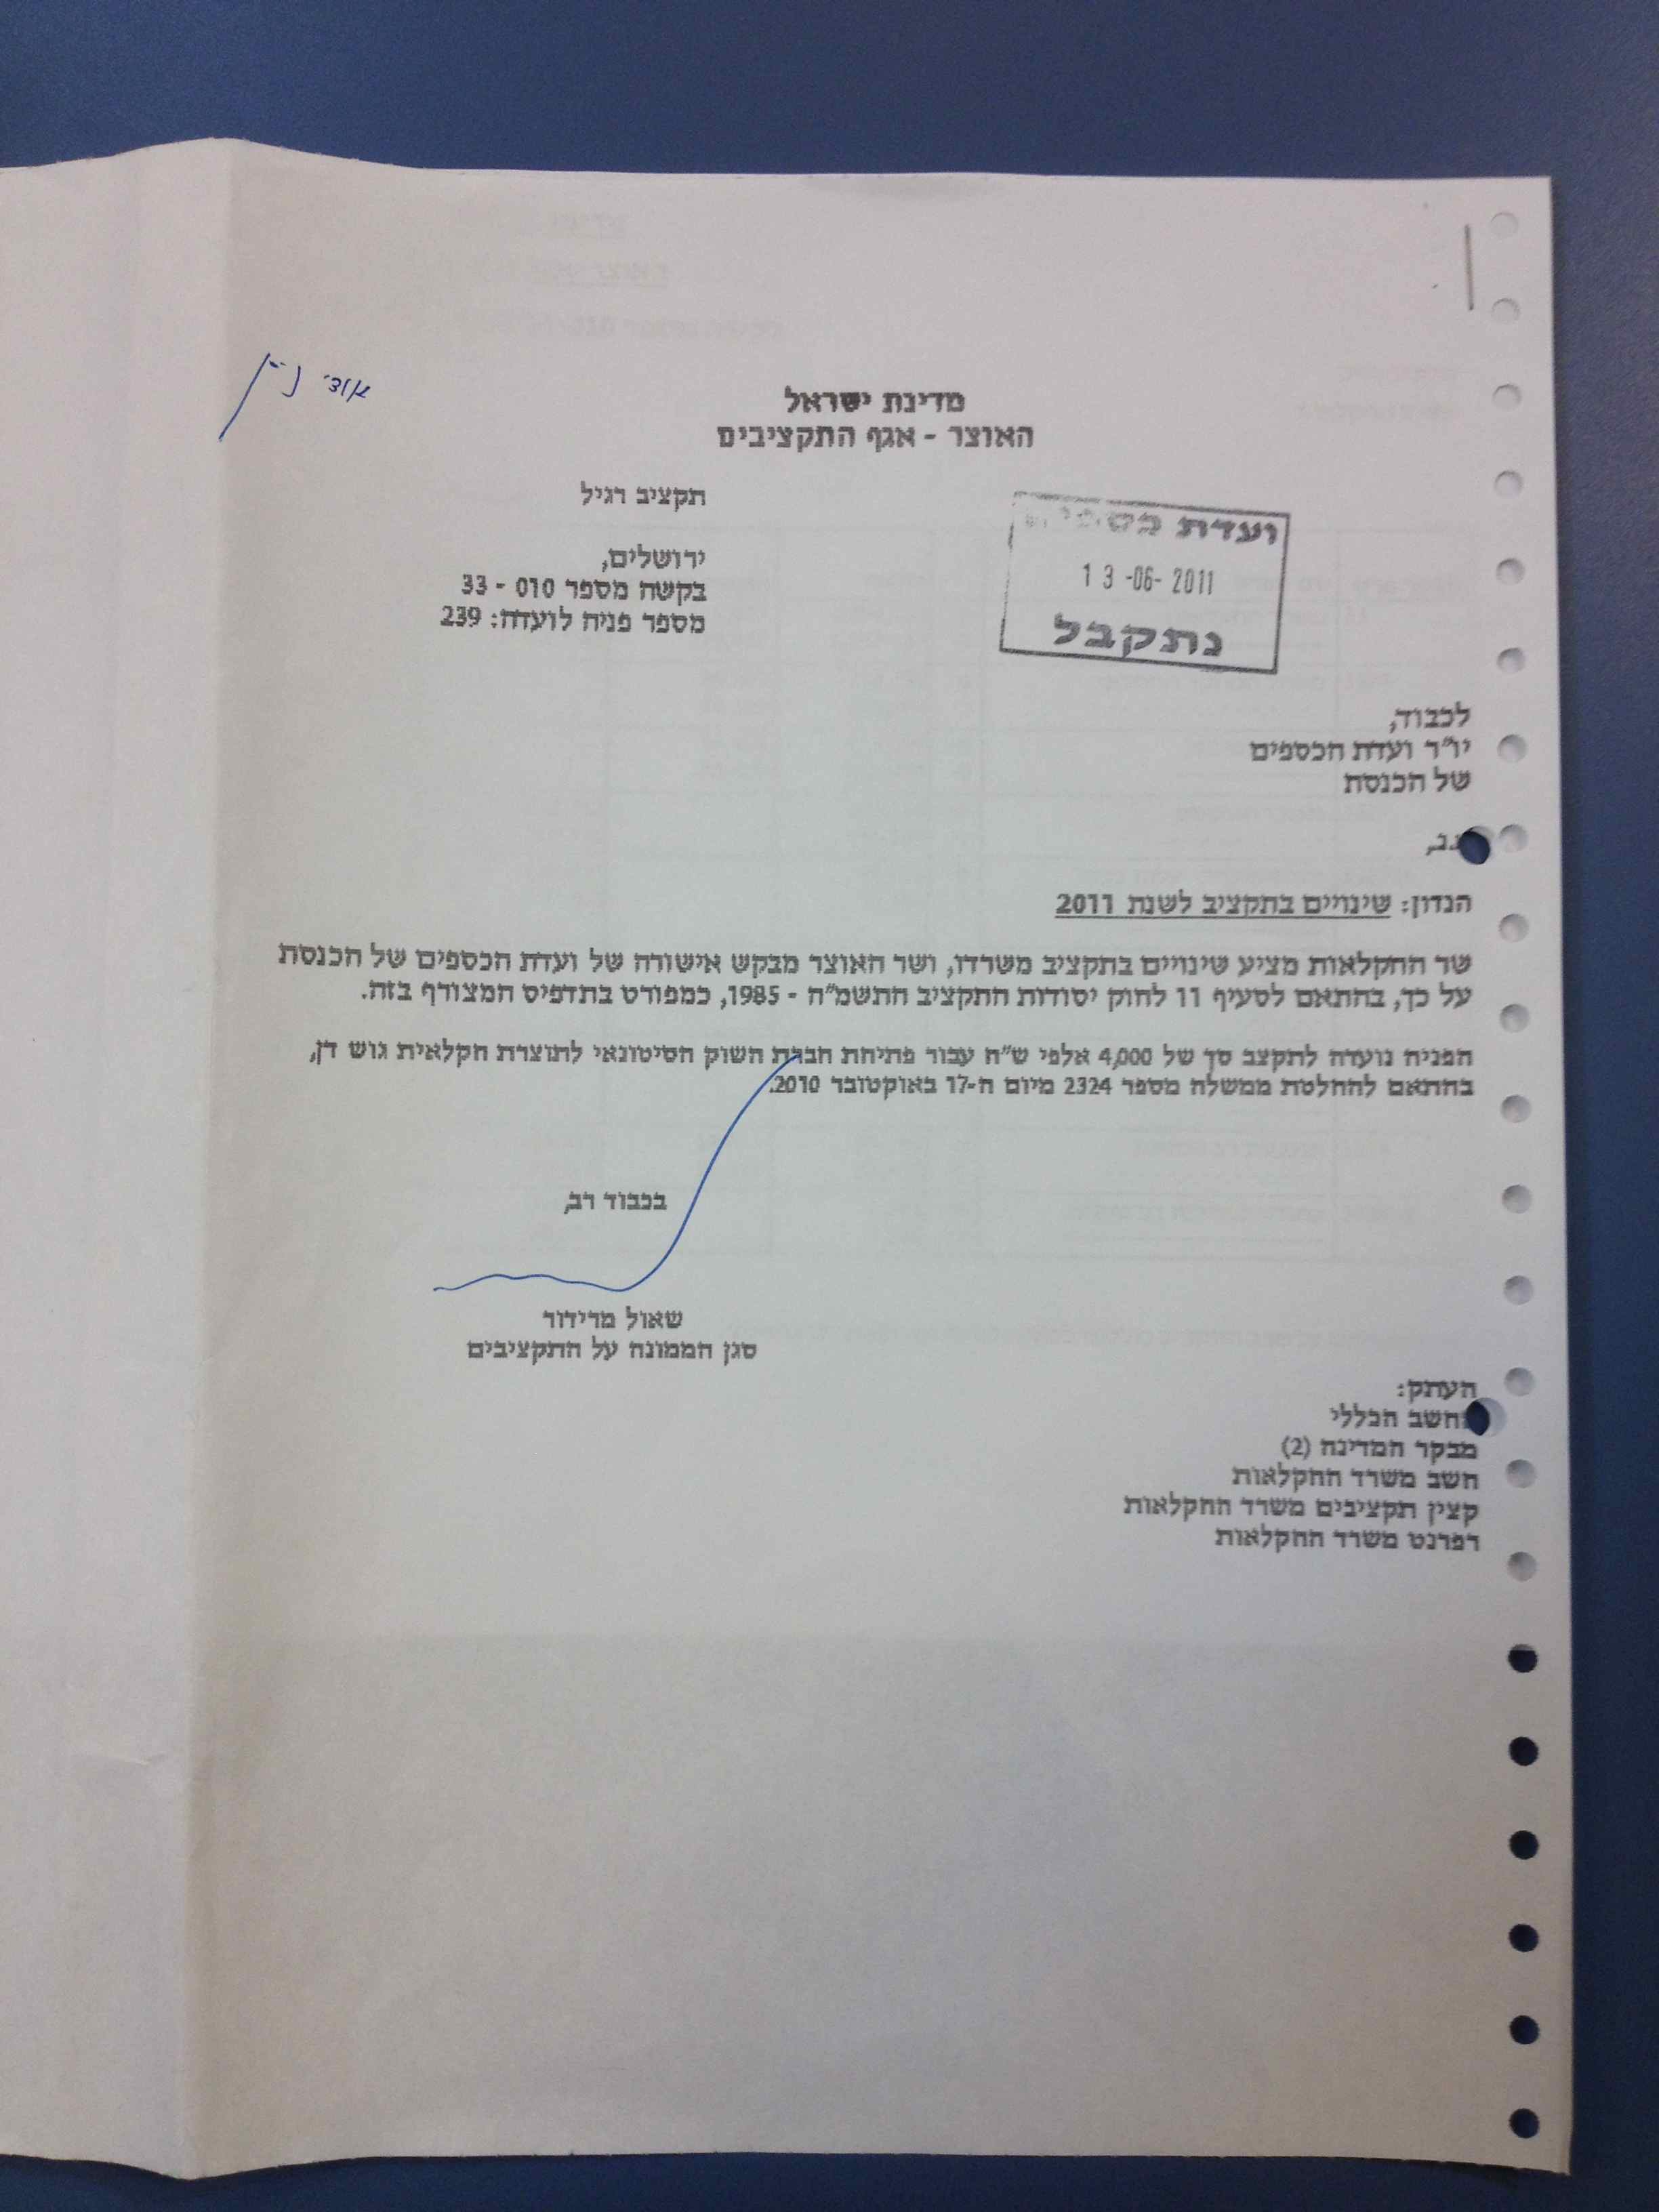 מדינת ישראל
האוצר - אגף התקציבים
תקציב רגיל
ירושלים,
בקשה מספר 010 - 33
מספר פניה לועדה: 239
ועדת
13 -06- 2011
נתקבל
לכבוד,
יו"ר ועדת הכספים
של הכנסת
הנדון: שינויים בתקציב לשנת 2011
שר החקלאות מציע שינויים בתקציב משרדו, ושר האוצר מבקש אישורה של ועדת הכספים של הכנסת
על כך, בהתאם לסעיף 11 לחוק יסודות התקציב התשמ"ה - 1985, כמפורט בתדפיס המצורף בזה.
הפניה נועדה לתקצב סך של 4,000 אלפי ש"ח עבור פתיחת חברת השוק הסיטונאי לתוצרת חקלאית גוש דן,
בהתאם להחלטת ממשלה מספר 2324 מיום ה-17 באוקטובר 2010.
בכבוד רב,
שאול מרידור
סגן הממונה על התקציבים
העתק:
החשב הכללי
מבקר המדינה (2)
חשב משרד החקלאות
קצין תקציבים משרד החקלאות
רפרנט משרד החקלאות